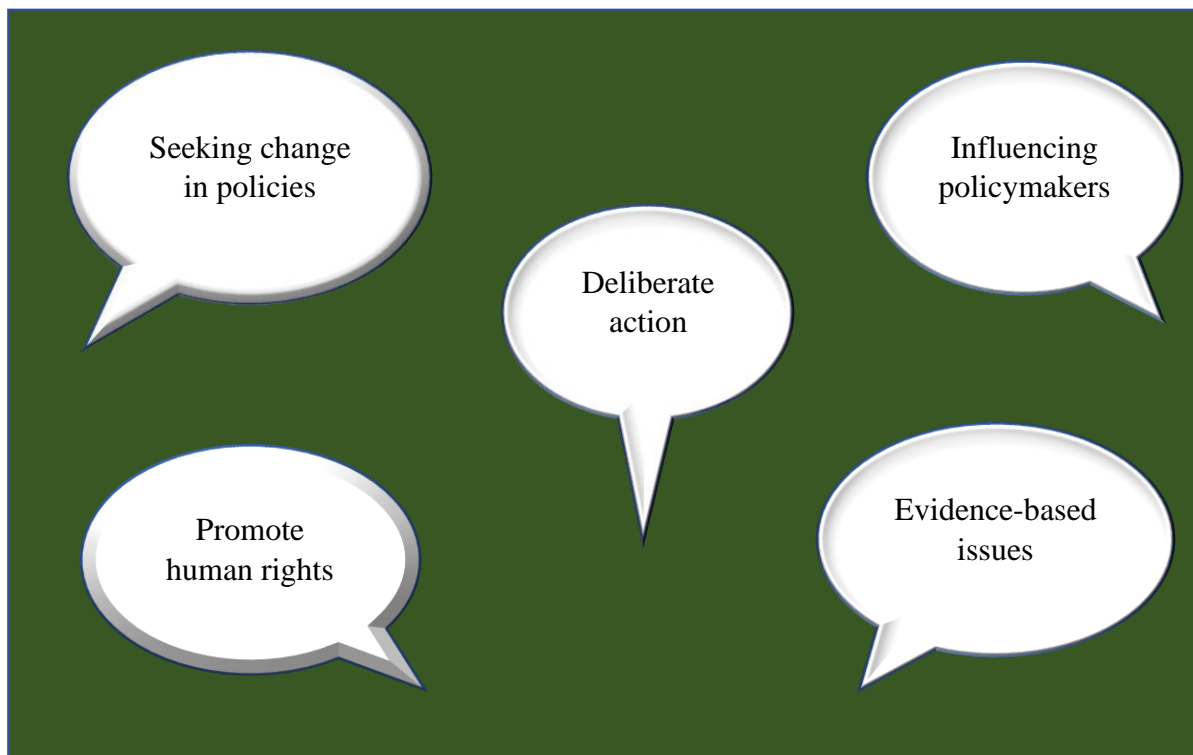 Seeking change
in policies
Influencing
policymakers
Deliberate
action
Promote
human rights
Evidence-based
issues